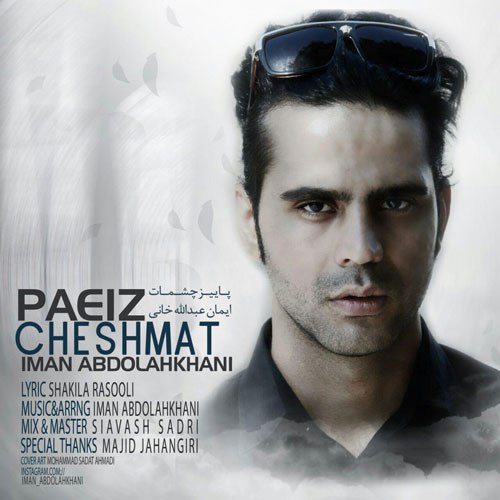 PAEIZ
پاییز چشمات
ایمان عبدالله خانی
CHESHMAT
IMAN ABDOLAHKHANI
LYRIC SHAKILA RASOOLI
MUSIC&ARRNG IMAN ABDOLAHKHANI
MIX & MASTER SIAVASH SADRI
SPECIAL THANKS MAJID JAHANGIRI
COVER ART MOHAMMAD SADAT AHMADI
INSTAGRAM.COM://
IMAN_ABDOLAHKHANI